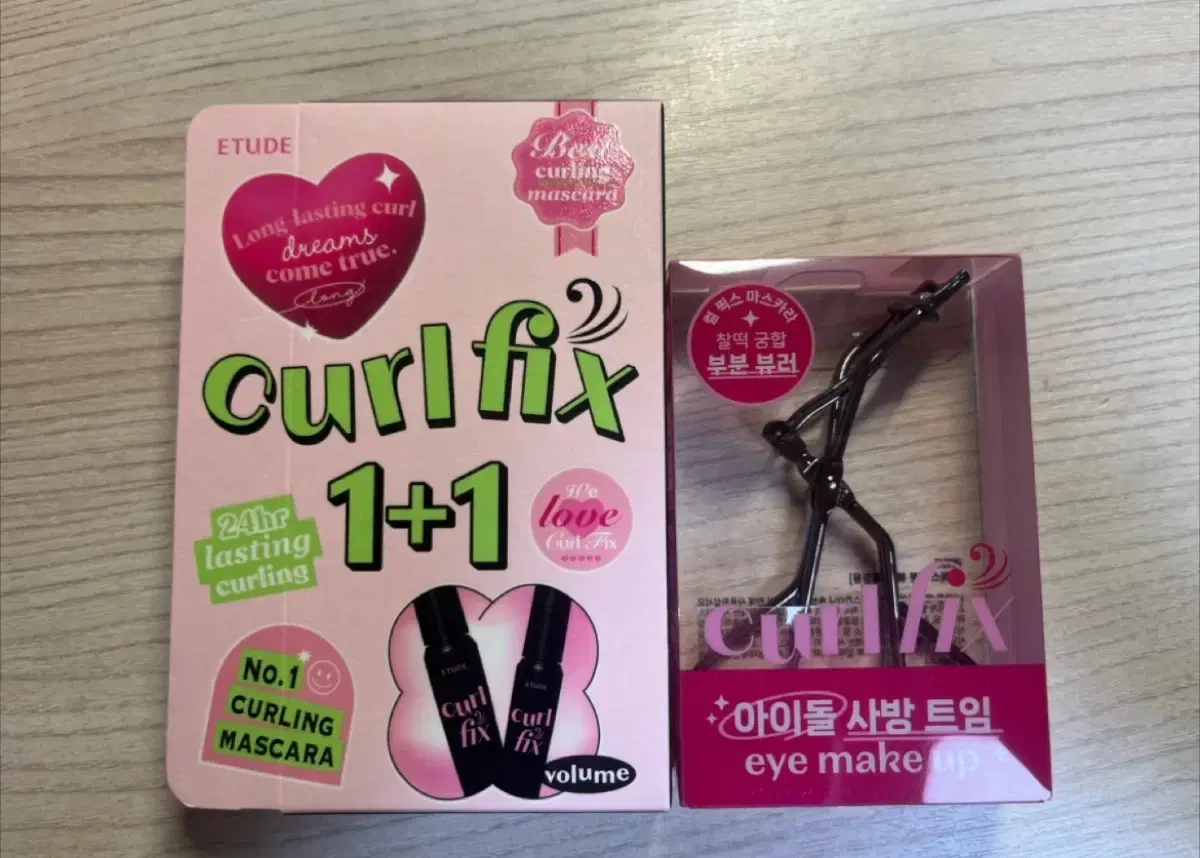 ETUDE
Best
curling
mascara
Long-lasting curl
dreams
come true.
long
curl fix
1+1
24hr
lasting
curling
We
love
Curl Fix
No.1
CURLING
MASCARA
ETUDE
curl
fix
ETUDE
curl
fix
volume
컬 픽스 마스카라
찰떡 궁합
부분 뷰러
curl fix
아이돌 사방 트임
eye make up